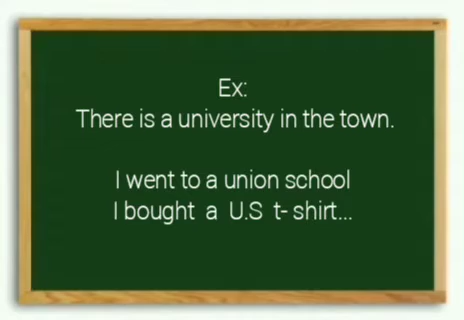 Ex:
There is a university in the town.
I went to a union school
I bought a U.S t- shirt...